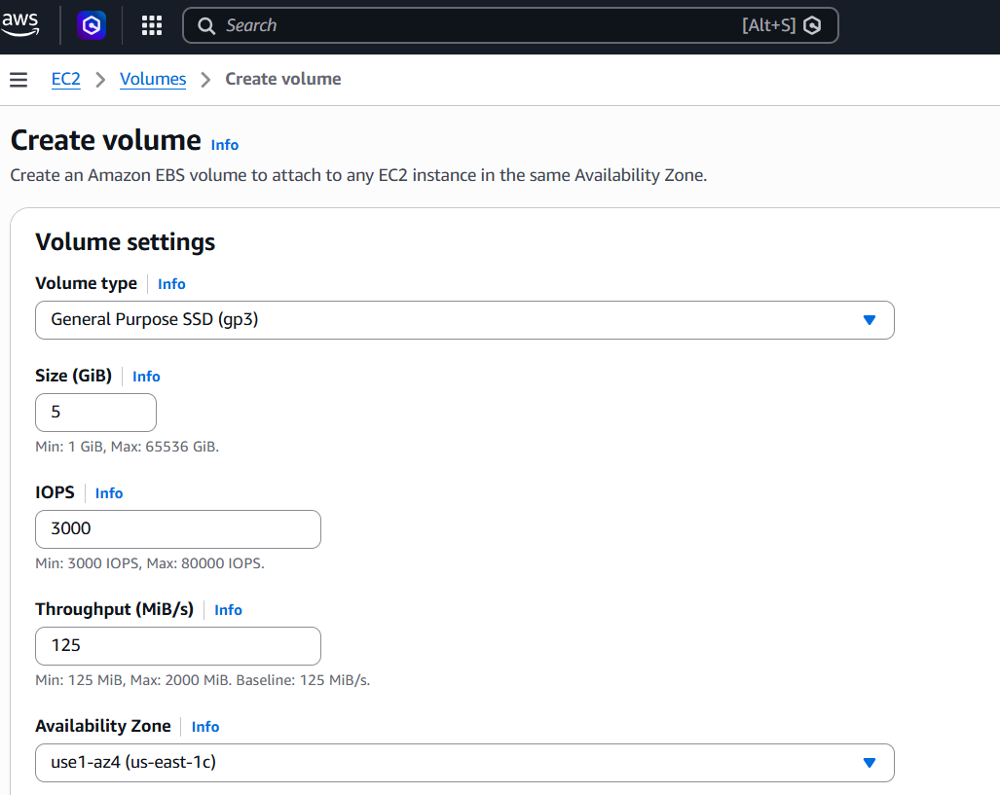 aws
Search [Alt+S]
EC2 > Volumes > Create volume
Create volume Info
Create an Amazon EBS volume to attach to any EC2 instance in the same Availability Zone.
Volume settings
Volume type Info
General Purpose SSD (gp3)
Size (GiB) Info
5
Min: 1 GiB, Max: 65536 GiB.
IOPS Info
3000
Min: 3000 IOPS, Max: 80000 IOPS.
Throughput (MiB/s) Info
125
Min: 125 MiB, Max: 2000 MiB. Baseline: 125 MiB/s.
Availability Zone Info
use1-az4 (us-east-1c)